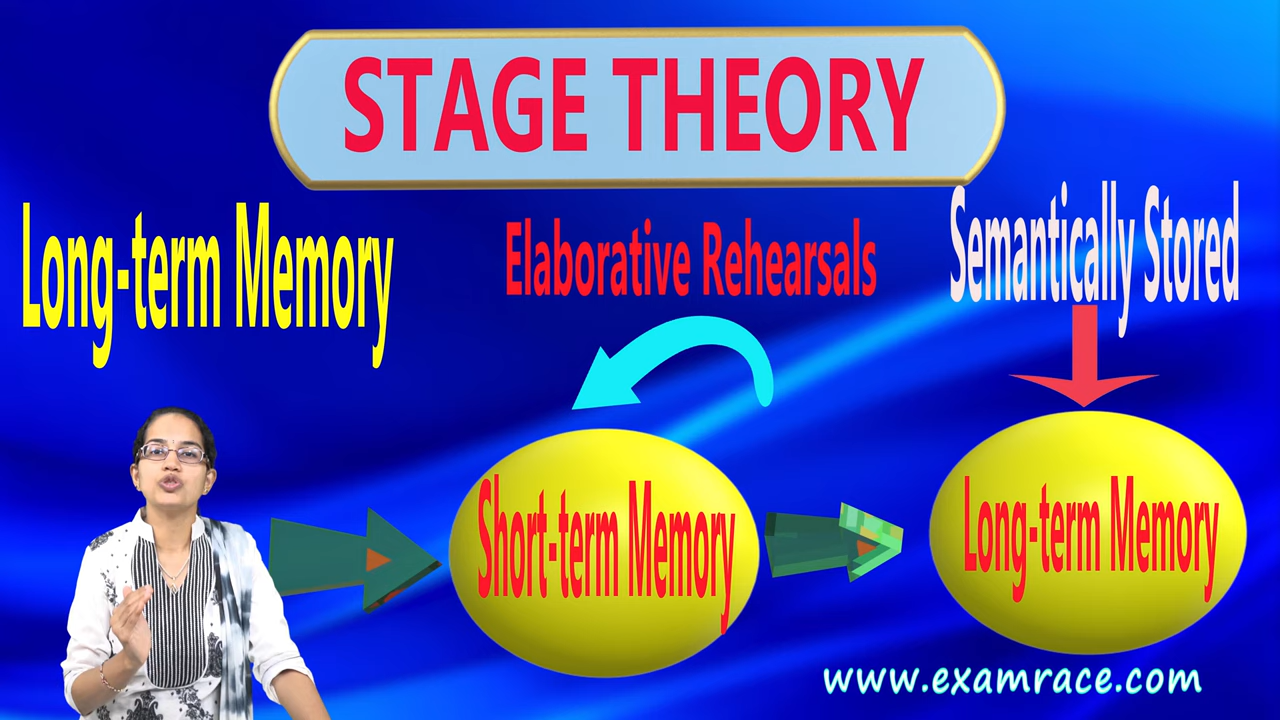 STAGE THEORY
Long-term Memory
Elaborative Rehearsals
Semantically Stored
Short-term Memory
Long-term Memory
www.examrace.com